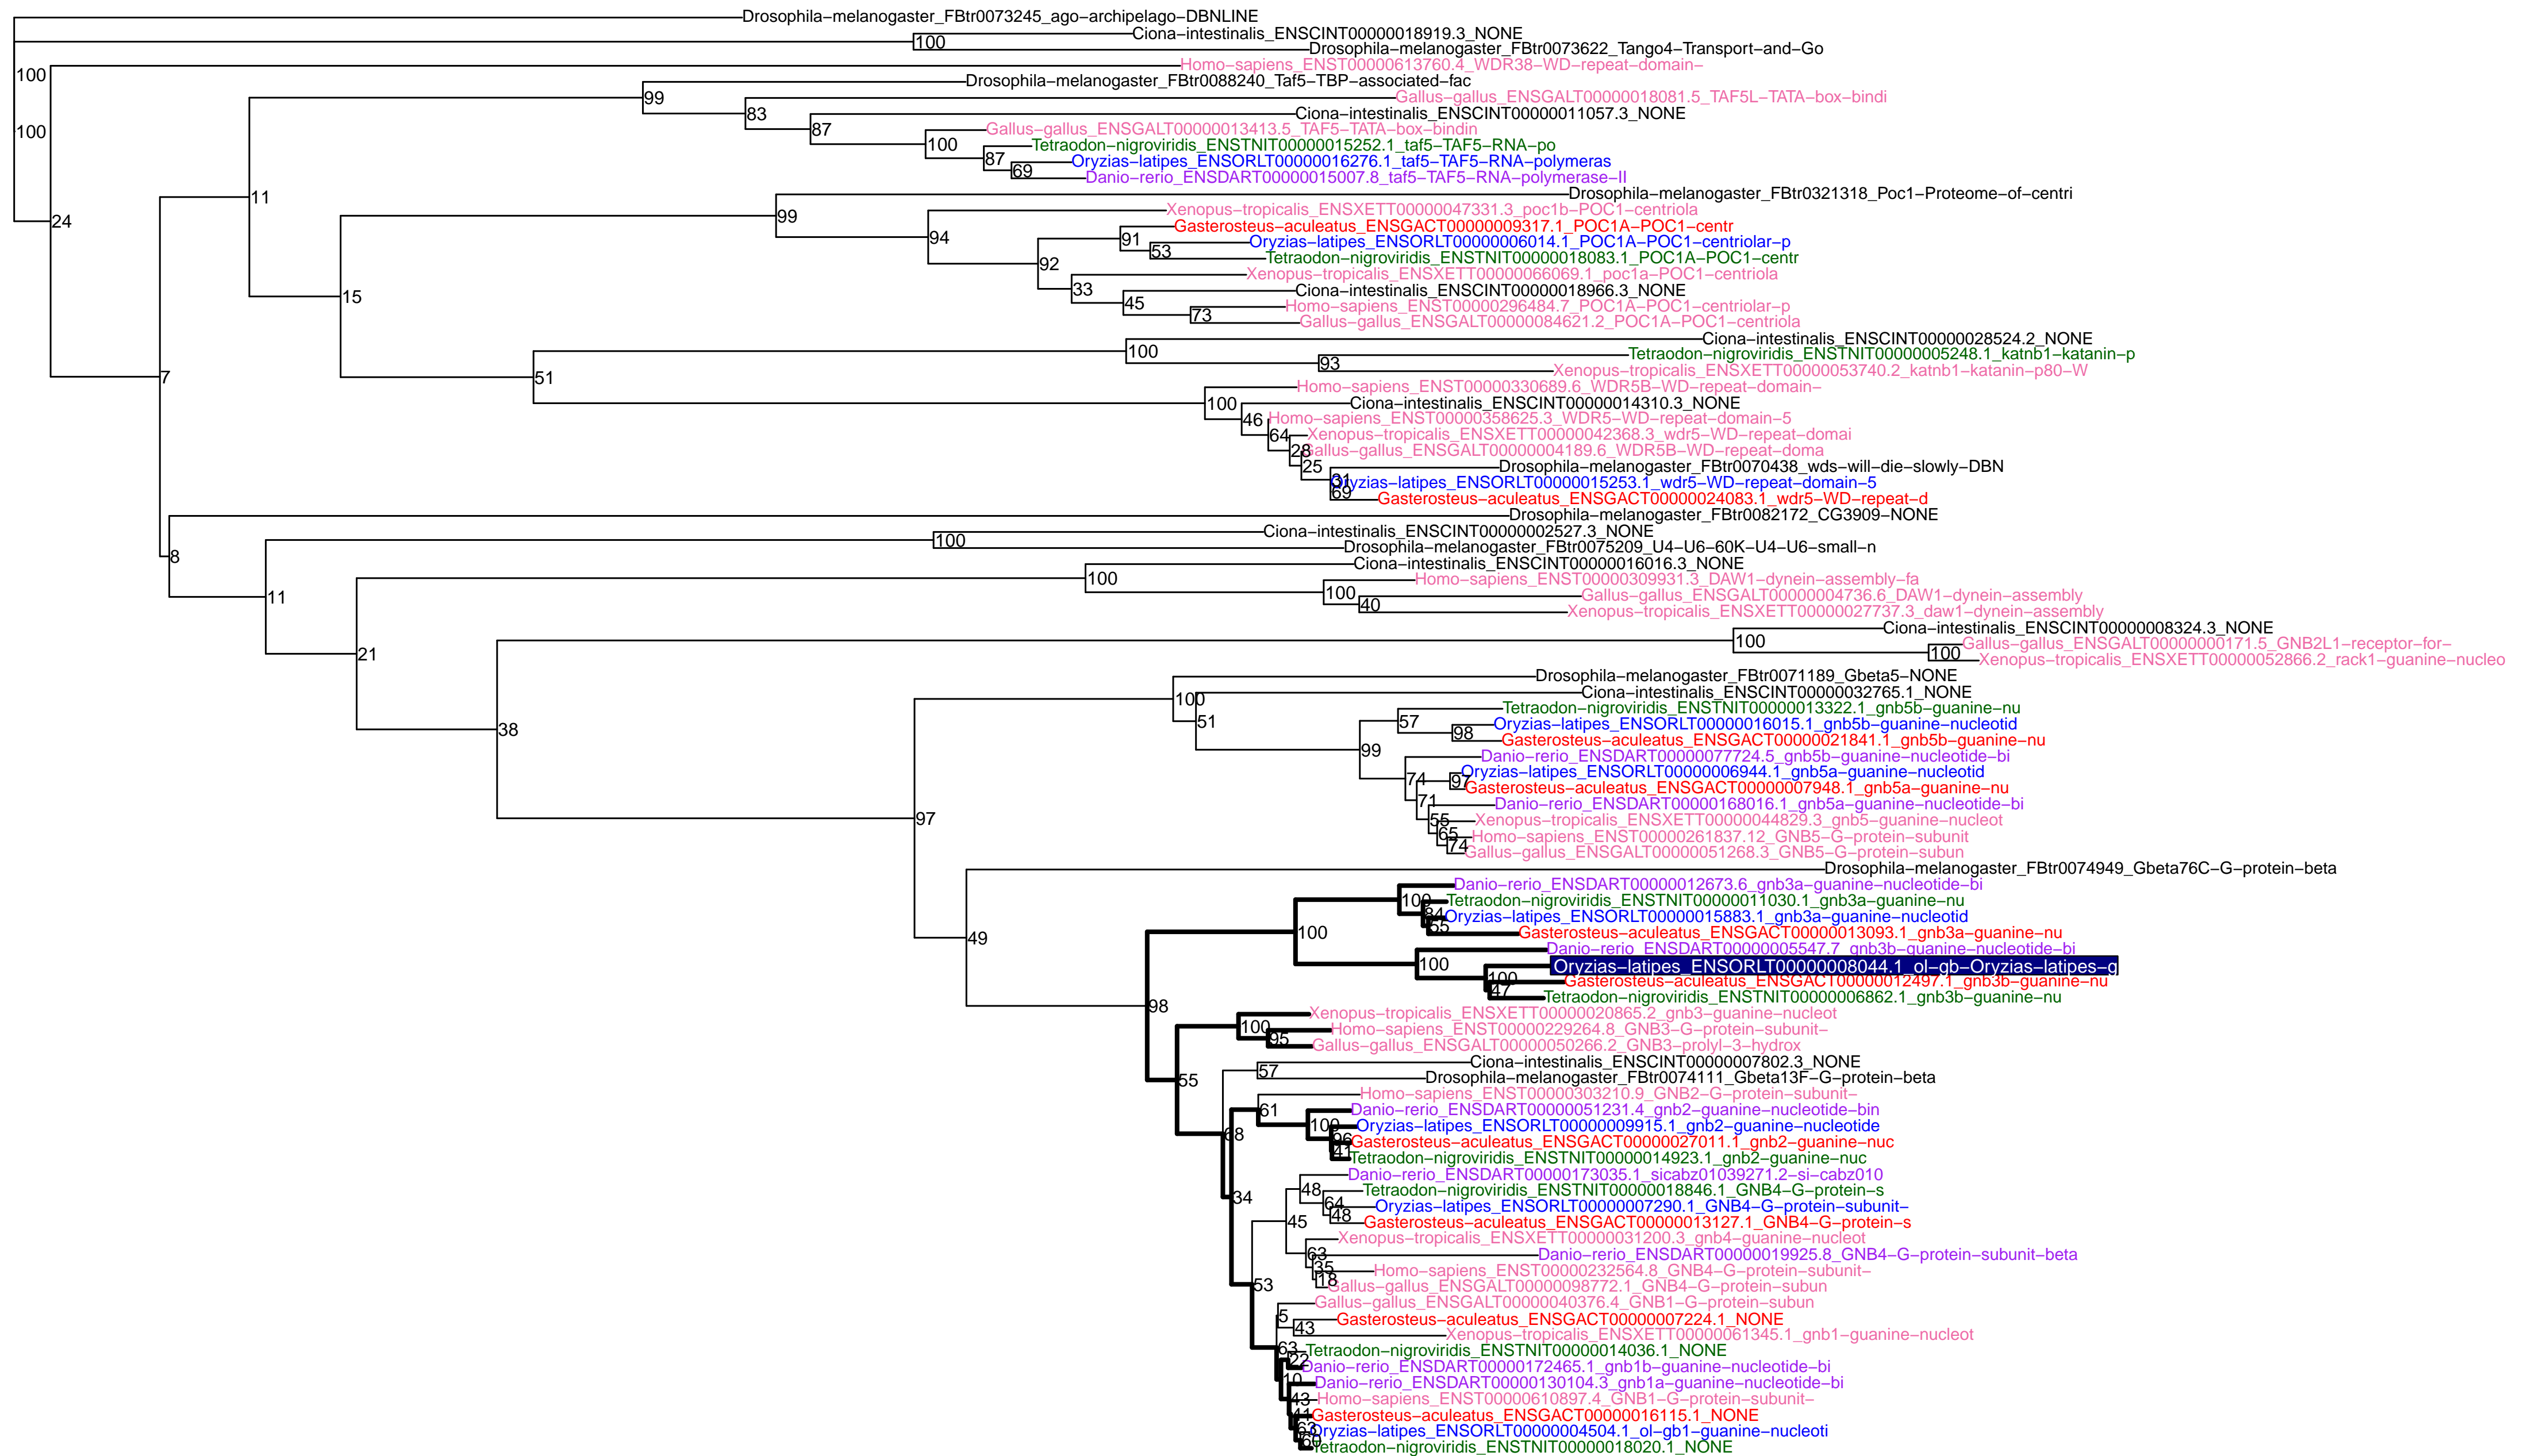 Drosophila-melanogaster_FBtr0073245_ago-archipelago-DBNLINE
Ciona-intestinalis_ENSCINT00000018919.3_NONE
100
Drosophila-melanogaster_FBtr0073622_Tango4-Transport-and-Go
Homo-sapiens_ENST00000613760.4_WDR38-WD-repeat-domain-
100
Drosophila-melanogaster_FBtr0088240_Taf5-TBP-associated-fac
99
Gallus-gallus_ENSGALT00000018081.5_TAF5L-TATA-box-bindi
83
Ciona-intestinalis_ENSCINT00000011057.3_NONE
100
87
Gallus-gallus_ENSGALT00000013413.5_TAF5-TATA-box-bindin
100
Tetraodon-nigroviridis_ENSTNIT00000015252.1_taf5-TAF5-RNA-po
87
Oryzias-latipes_ENSORLT00000016276.1_taf5-TAF5-RNA-polymeras
69
Danio-rerio_ENSDART00000015007.8_taf5-TAF5-RNA-polymerase-II
11
Drosophila-melanogaster_FBtr0321318_Poc1-Proteome-of-centri
99
Xenopus-tropicalis_ENSXETT00000047331.3_poc1b-POC1-centriola
24
94
Gasterosteus-aculeatus_ENSGACT00000009317.1_POC1A-POC1-centr
91
Oryzias-latipes_ENSORLT00000006014.1_POC1A-POC1-centriolar-p
53
Tetraodon-nigroviridis_ENSTNIT00000018083.1_POC1A-POC1-centr
92
Xenopus-tropicalis_ENSXETT00000066069.1_poc1a-POC1-centriola
33
Ciona-intestinalis_ENSCINT00000018966.3_NONE
15
45
Homo-sapiens_ENST00000296484.7_POC1A-POC1-centriolar-p
73
Gallus-gallus_ENSGALT00000084621.2_POC1A-POC1-centriola
Ciona-intestinalis_ENSCINT00000028524.2_NONE
100
Tetraodon-nigroviridis_ENSTNIT00000005248.1_katnb1-katanin-p
93
Xenopus-tropicalis_ENSXETT00000053740.2_katnb1-katanin-p80-W
7
51
Homo-sapiens_ENST00000330689.6_WDR5B-WD-repeat-domain-
100
Ciona-intestinalis_ENSCINT00000014310.3_NONE
46
Homo-sapiens_ENST00000358625.3_WDR5-WD-repeat-domain-5
64
Xenopus-tropicalis_ENSXETT00000042368.3_wdr5-WD-repeat-domai
28
Gallus-gallus_ENSGALT00000004189.6_WDR5B-WD-repeat-doma
25
Drosophila-melanogaster_FBtr0070438_wds-will-die-slowly-DBN
31
Oryzias-latipes_ENSORLT00000015253.1_wdr5-WD-repeat-domain-5
69
Gasterosteus-aculeatus_ENSGACT00000024083.1_wdr5-WD-repeat-d
Drosophila-melanogaster_FBtr0082172_CG3909-NONE
8
Ciona-intestinalis_ENSCINT00000002527.3_NONE
100
Drosophila-melanogaster_FBtr0075209_U4-U6-60K-U4-U6-small-n
11
Ciona-intestinalis_ENSCINT00000016016.3_NONE
100
Homo-sapiens_ENST00000309931.3_DAW1-dynein-assembly-fa
100
Gallus-gallus_ENSGALT00000004736.6_DAW1-dynein-assembly
40
Xenopus-tropicalis_ENSXETT00000027737.3_daw1-dynein-assembly
21
Ciona-intestinalis_ENSCINT00000008324.3_NONE
100
Gallus-gallus_ENSGALT00000000171.5_GNB2L1-receptor-for-
100
Xenopus-tropicalis_ENSXETT00000052866.2_rack1-guanine-nucleo
38
Drosophila-melanogaster_FBtr0071189_Gbeta5-NONE
100
Ciona-intestinalis_ENSCINT00000032765.1_NONE
51
Tetraodon-nigroviridis_ENSTNIT00000013322.1_gnb5b-guanine-nu
57
Oryzias-latipes_ENSORLT00000016015.1_gnb5b-guanine-nucleotid
98
Gasterosteus-aculeatus_ENSGACT00000021841.1_gnb5b-guanine-nu
99
Danio-rerio_ENSDART00000077724.5_gnb5b-guanine-nucleotide-bi
74
Oryzias-latipes_ENSORLT00000006944.1_gnb5a-guanine-nucleotid
97
Gasterosteus-aculeatus_ENSGACT00000007948.1_gnb5a-guanine-nu
71
Danio-rerio_ENSDART00000168016.1_gnb5a-guanine-nucleotide-bi
55
Xenopus-tropicalis_ENSXETT00000044829.3_gnb5-guanine-nucleot
65
Homo-sapiens_ENST00000261837.12_GNB5-G-protein-subunit
74
Gallus-gallus_ENSGALT00000051268.3_GNB5-G-protein-subun
97
Drosophila-melanogaster_FBtr0074949_Gbeta76C-G-protein-beta
49
Danio-rerio_ENSDART00000012673.6_gnb3a-guanine-nucleotide-bi
100
Tetraodon-nigroviridis_ENSTNIT00000011030.1_gnb3a-guanine-nu
84
Oryzias-latipes_ENSORLT00000015883.1_gnb3a-guanine-nucleotid
55
Gasterosteus-aculeatus_ENSGACT00000013093.1_gnb3a-guanine-nu
100
Danio-rerio_ENSDART00000005547.7_gnb3b-guanine-nucleotide-bi
100
Oryzias-latipes_ENSORLT00000008044.1_ol-gb-Oryzias-latipes-g
100
Gasterosteus-aculeatus_ENSGACT00000012497.1_gnb3b-guanine-nu
47
Tetraodon-nigroviridis_ENSTNIT00000006862.1_gnb3b-guanine-nu
98
Xenopus-tropicalis_ENSXETT00000020865.2_gnb3-guanine-nucleot
100
Homo-sapiens_ENST00000229264.8_GNB3-G-protein-subunit-
95
Gallus-gallus_ENSGALT00000050266.2_GNB3-prolyl-3-hydrox
55
Ciona-intestinalis_ENSCINT00000007802.3_NONE
57
Drosophila-melanogaster_FBtr0074111_Gbeta13F-G-protein-beta
68
Homo-sapiens_ENST00000303210.9_GNB2-G-protein-subunit-
61
Danio-rerio_ENSDART00000051231.4_gnb2-guanine-nucleotide-bin
100
Oryzias-latipes_ENSORLT00000009915.1_gnb2-guanine-nucleotide
96
Gasterosteus-aculeatus_ENSGACT00000027011.1_gnb2-guanine-nuc
41
Tetraodon-nigroviridis_ENSTNIT00000014923.1_gnb2-guanine-nuc
34
Danio-rerio_ENSDART00000173035.1_sicabz01039271.2-si-cabz010
48
Tetraodon-nigroviridis_ENSTNIT00000018846.1_GNB4-G-protein-s
64
Oryzias-latipes_ENSORLT00000007290.1_GNB4-G-protein-subunit-
48
Gasterosteus-aculeatus_ENSGACT00000013127.1_GNB4-G-protein-s
45
Xenopus-tropicalis_ENSXETT00000031200.3_gnb4-guanine-nucleot
63
Danio-rerio_ENSDART00000019925.8_GNB4-G-protein-subunit-beta
35
Homo-sapiens_ENST00000232564.8_GNB4-G-protein-subunit-
18
Gallus-gallus_ENSGALT00000098772.1_GNB4-G-protein-subun
53
Gallus-gallus_ENSGALT00000040376.4_GNB1-G-protein-subun
5
Gasterosteus-aculeatus_ENSGACT00000007224.1_NONE
43
Xenopus-tropicalis_ENSXETT00000061345.1_gnb1-guanine-nucleot
63
Tetraodon-nigroviridis_ENSTNIT00000014036.1_NONE
22
Danio-rerio_ENSDART00000172465.1_gnb1b-guanine-nucleotide-bi
10
Danio-rerio_ENSDART00000130104.3_gnb1a-guanine-nucleotide-bi
43
Homo-sapiens_ENST00000610897.4_GNB1-G-protein-subunit-
Gasterosteus-aculeatus_ENSGACT00000016115.1_NONE
63
Oryzias-latipes_ENSORLT00000004504.1_ol-gb1-guanine-nucleoti
60
Tetraodon-nigroviridis_ENSTNIT00000018020.1_NONE